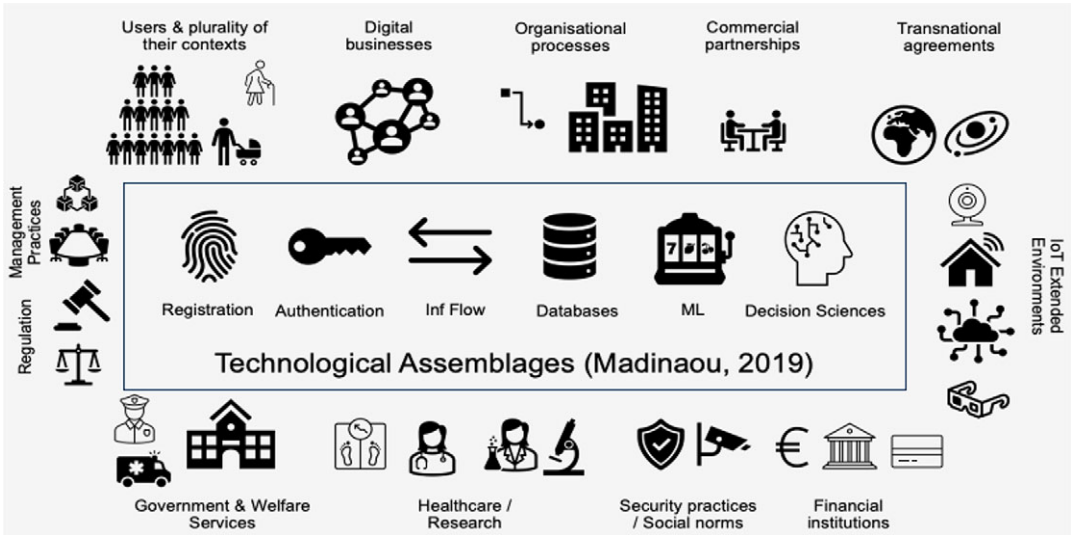 Users & plurality of
their contexts
Digital
businesses
Organisational
processes
Commercial
partnerships
Transnational
agreements
Management
Practices
Regulation
7
Registration
Authentication
Inf Flow
Databases
ML
Decision Sciences
Technological Assemblages (Madinaou, 2019)
IoT Extended
Environments
€
Government & Welfare
Services
Healthcare /
Research
Security practices
/ Social norms
Financial
institutions